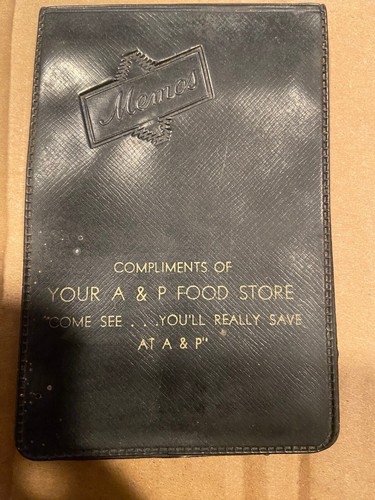 Memos
COMPLIMENTS OF
YOUR A & P FOOD STORE
"COME SEE . . . YOU'LL REALLY SAVE
AT A & P"